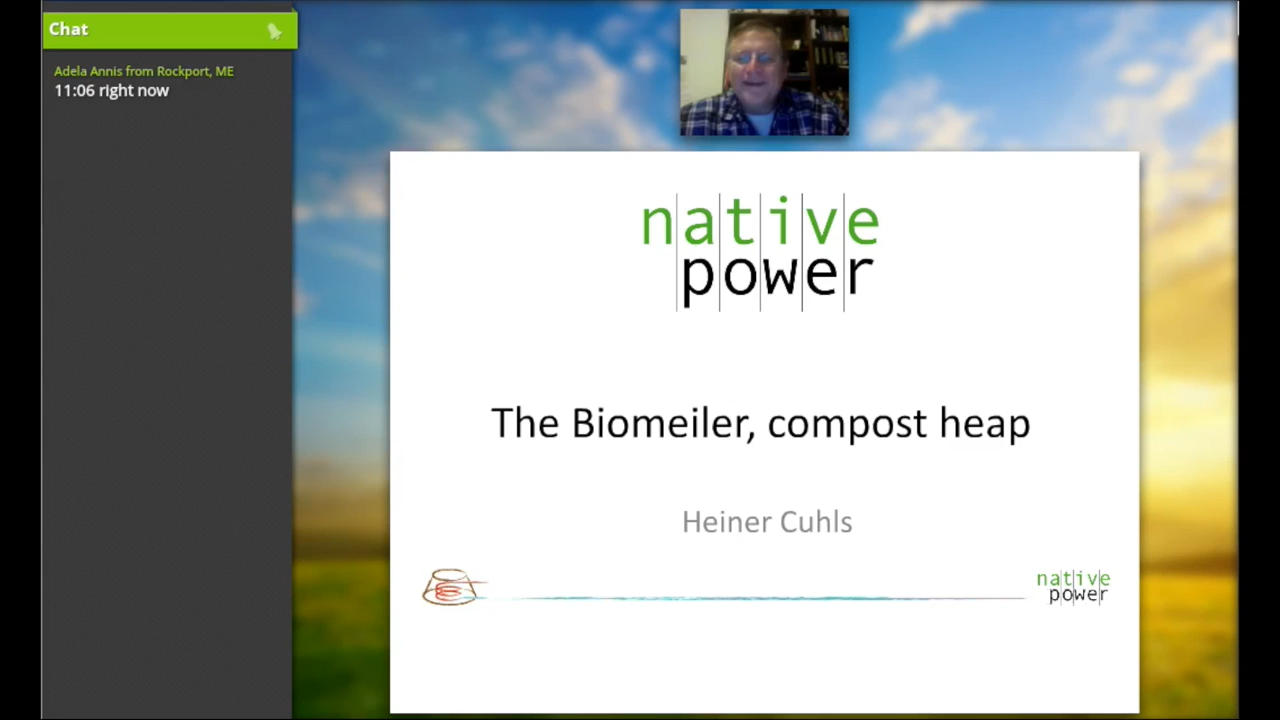 Chat
Adela Annis from Rockport, ME
11:06 right now
native
power
The Biomeiler, compost heap
Heiner Cuhls
native
power